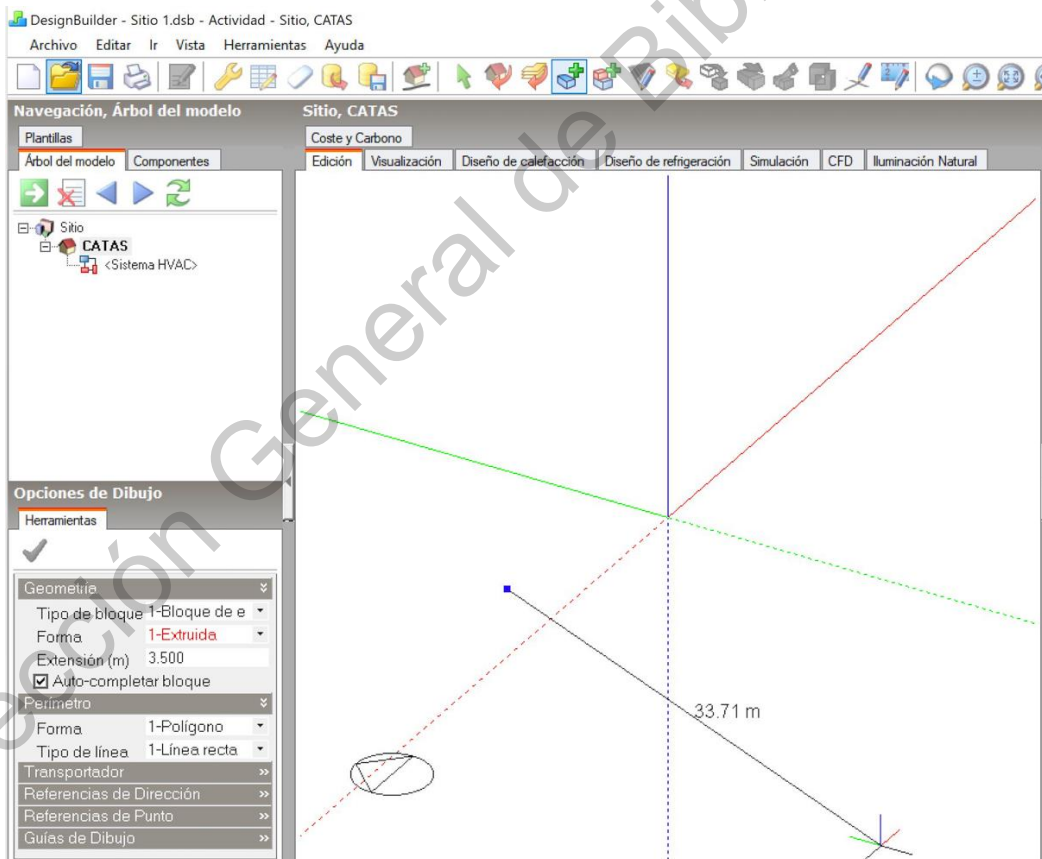 DesignBuilder - Sitio 1.dsb - Actividad - Sitio, CATAS
Archivo Editar Ir Vista Herramientas Ayuda
Navegación, Árbol del modelo
Plantillas
Árbol del modelo Componentes
Sitio
CATAS
<Sistema HVAC>
Sitio, CATAS
Coste y Carbono
Edición Visualización Diseño de calefacción Diseño de refrigeración Simulación CFD Iluminación Natural
33.71 m
Opciones de Dibujo
Herramientas
Geometría
Tipo de bloque 1-Bloque de e
Forma 1-Extruida
Extensión (m) 3.500
Auto-completar bloque
Perímetro
Forma 1-Polígono
Tipo de línea 1-Línea recta
Transportador
Referencias de Dirección
Referencias de Punto
Guías de Dibujo
ección General de Bib